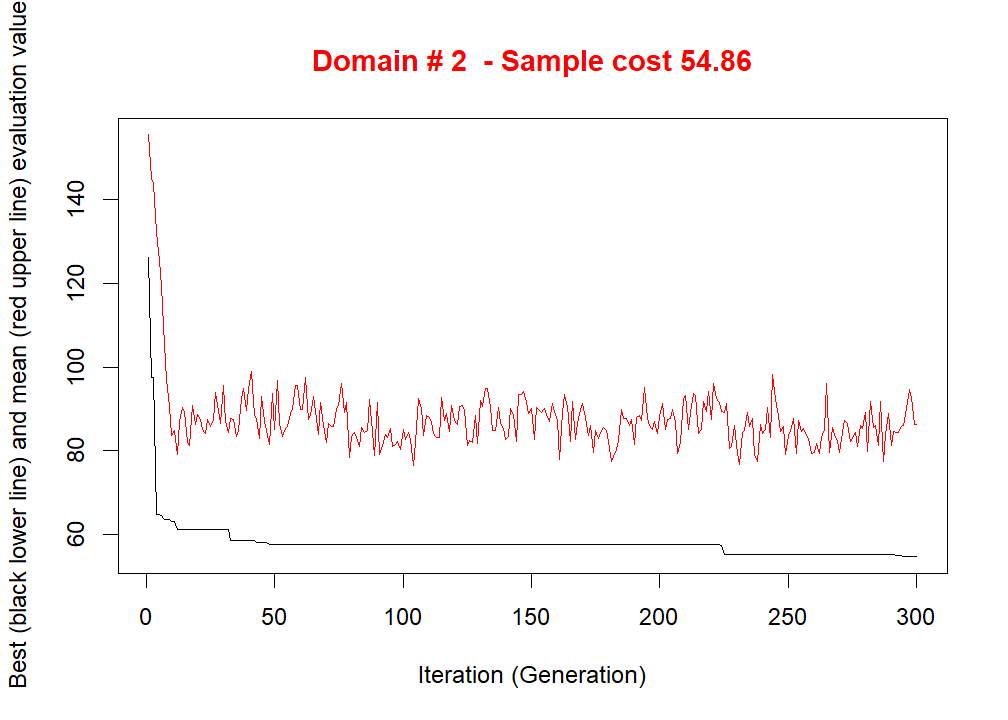 Domain # 2  - Sample cost 54.86
Best (black lower line) and mean (red upper line) evaluation value
140
120
100
80
60
0 50 100 150 200 250 300
Iteration (Generation)